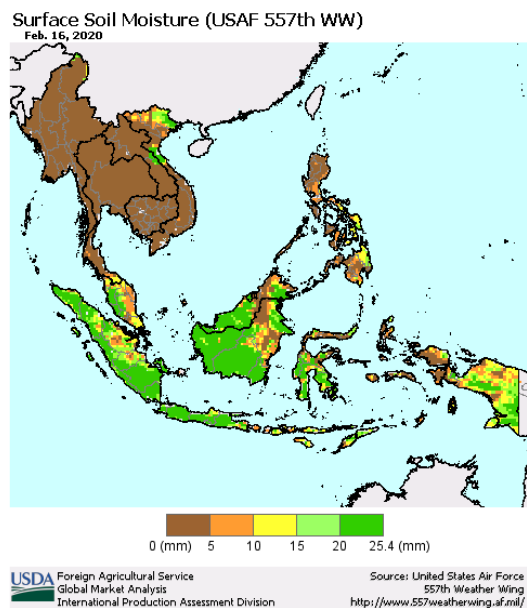 Surface Soil Moisture (USAF 557th WW)
Feb. 16, 2020
0 (mm) 5 10 15 20 25.4 (mm)
USDA Foreign Agricultural Service
Global Market Analysis
International Production Assessment Division
Source: United States Air Force
557th Weather Wing
http://www.557weatherwing.af.mil/